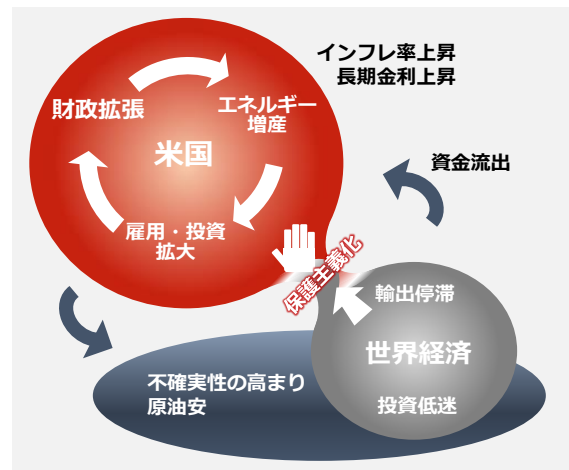 インフレ率上昇
長期金利上昇
財政拡張
エネルギー
増産
米国
資金流出
雇用・投資
拡大
保護主義化
輸出停滞
世界経済
不確実性の高まり
原油安
投資低迷